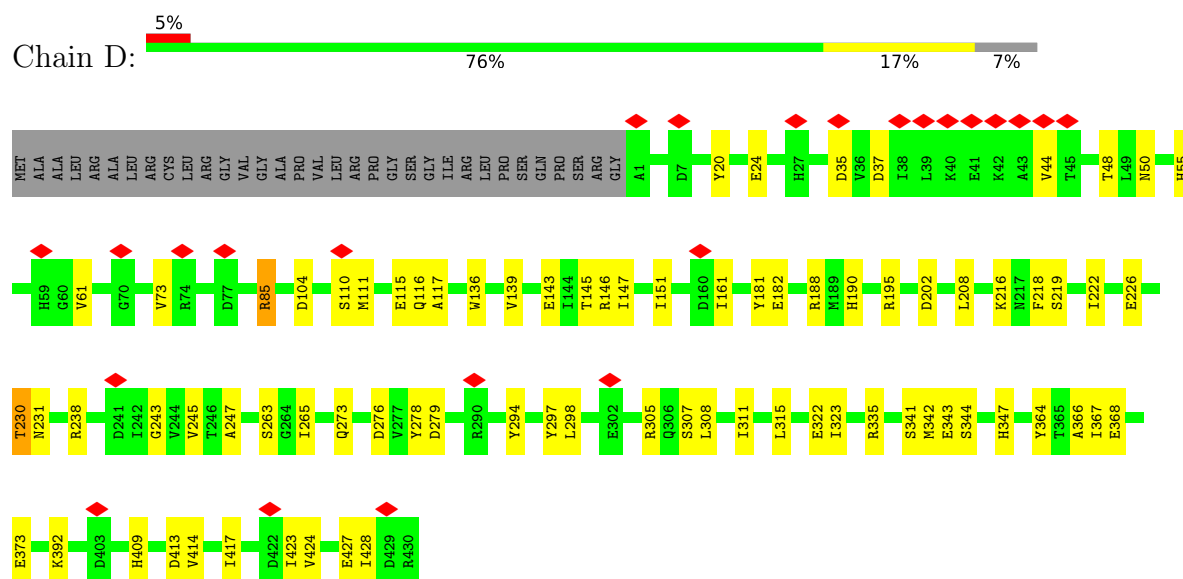 5%
Chain D:
76% 17% 7%
MET ALA ALA LEU ARG ALA LEU ARG CYS LEU ARG GLY VAL GLY ALA PRO VAL LEU ARG PRO GLY SER GLY ILE ARG LEU PRO SER GLN PRO SER ARG GLY A1 D7 Y20 E24 H27 D35 V36 D37 I38 L39 K40 E41 K42 A43 V44 T45 T48 L49 N50 H55
H59 G60 V61 G70 V73 R74 D77 R85 D104 S110 M111 E115 Q116 A117 W136 V139 E143 I144 T145 R146 I147 I151 D160 I161 Y181 E182 R188 M189 H190 R195 D202 L208 K216 N217 F218 S219 I222 E226
T230 N231 R238 D241 I242 G243 V244 V245 T246 A247 S263 G264 I265 Q273 D276 V277 Y278 D279 R290 Y294 Y297 L298 E302 R305 Q306 S307 L308 I311 L315 E322 I323 R335 S341 M342 E343 S344 H347 Y364 T365 A366 I367 E368
E373 K392 D403 H409 D413 V414 I417 D422 I423 V424 E427 I428 D429 R430